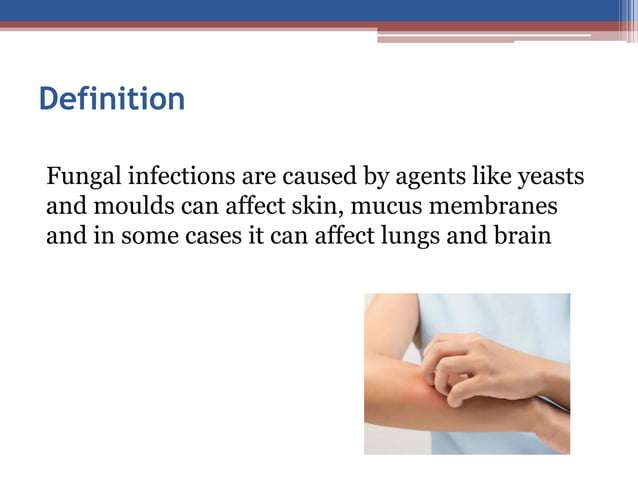 Definition
Fungal infections are caused by agents like yeasts
and moulds can affect skin, mucus membranes
and in some cases it can affect lungs and brain